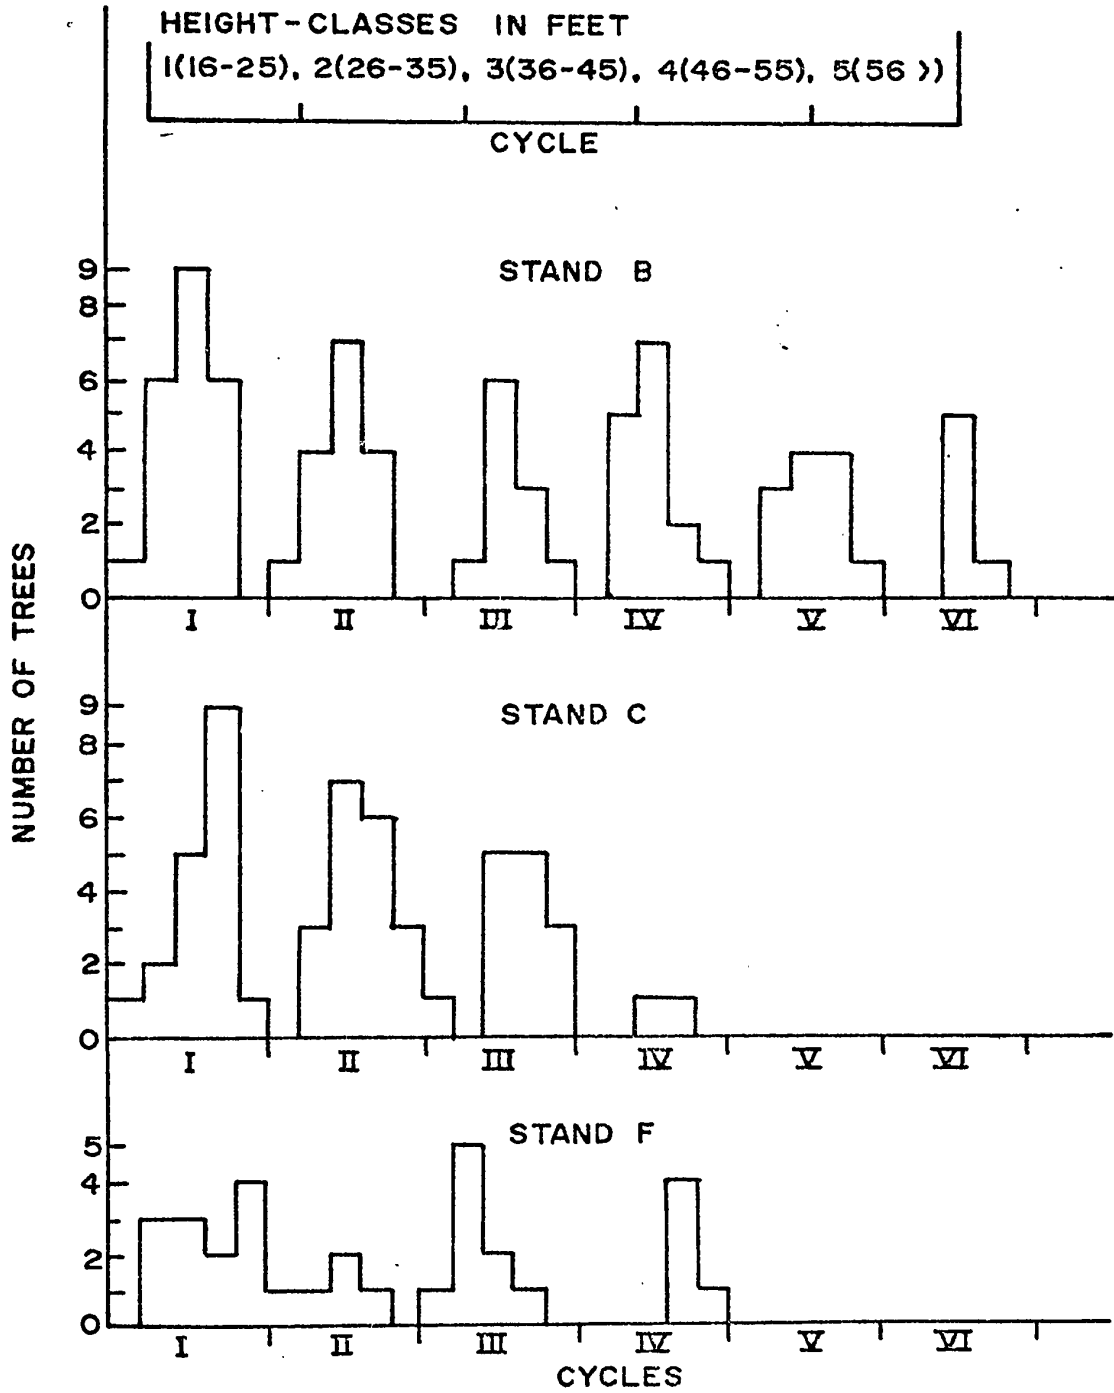 HEIGHT-CLASSES IN FEET
1(16-25), 2(26-35), 3(36-45), 4(46-55), 5(56 >)
CYCLE
STAND B
9
8
6
4
2
0
I II III IV V VI
NUMBER OF TREES
STAND C
9
8
6
4
2
0
I II III IV V VI
STAND F
5
4
2
0
I II III IV V VI
CYCLES